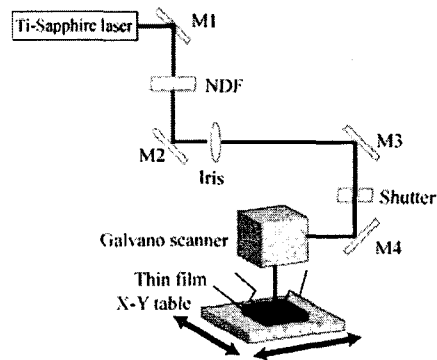 Ti-Sapphire laser
M1
NDF
M2
Iris
M3
Shutter
Galvano scanner
M4
Thin film
X-Y table